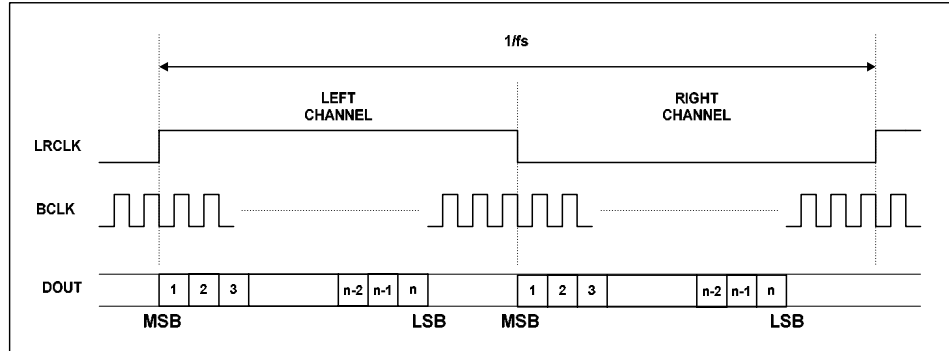 1/fs
LEFT
CHANNEL
RIGHT
CHANNEL
LRCLK
BCLK
DOUT
1 2 3 n-2 n-1 n 1 2 3 n-2 n-1 n
MSB LSB MSB LSB